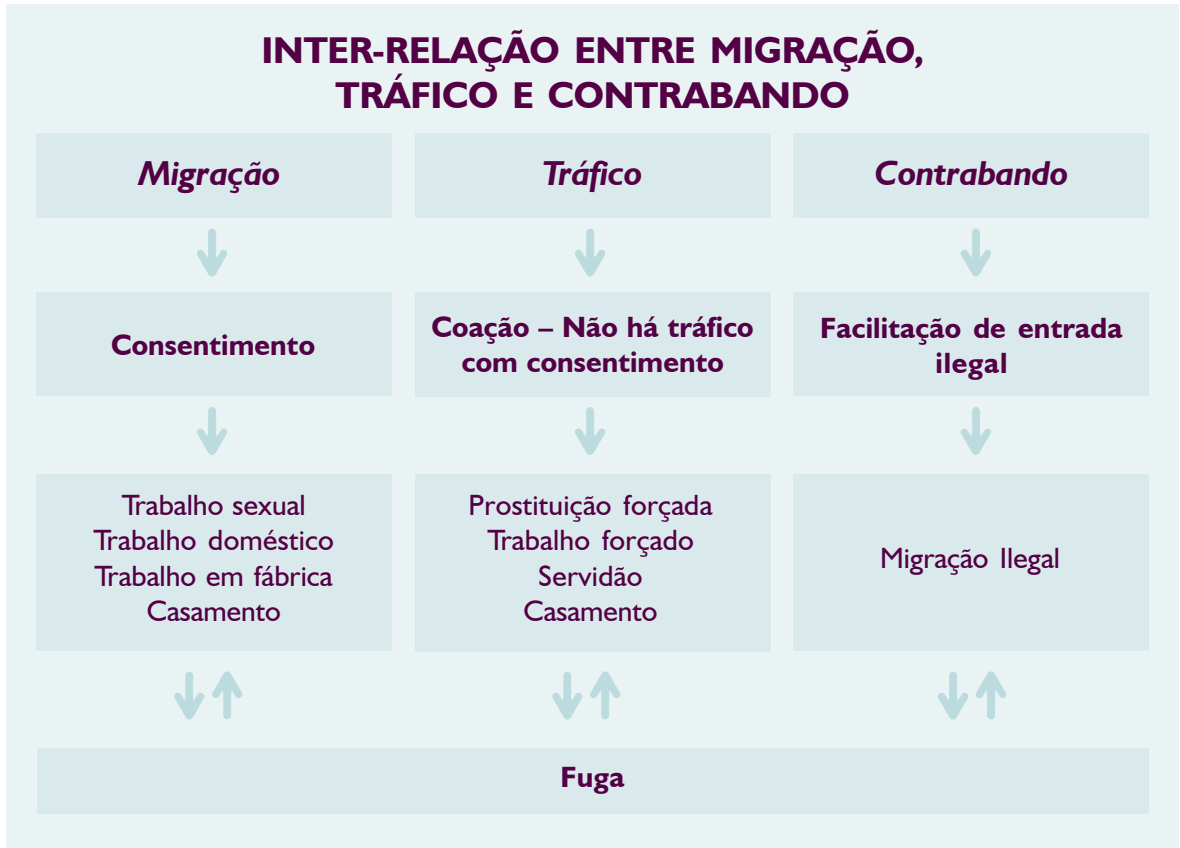 INTER-RELAÇÃO ENTRE MIGRAÇÃO,
TRÁFICO E CONTRABANDO
Migração
Tráfico
Contrabando
Consentimento
Coação – Não há tráfico
com consentimento
Facilitação de entrada
ilegal
Trabalho sexual
Trabalho doméstico
Trabalho em fábrica
Casamento
Prostituição forçada
Trabalho forçado
Servidão
Casamento
Migração Ilegal
Fuga